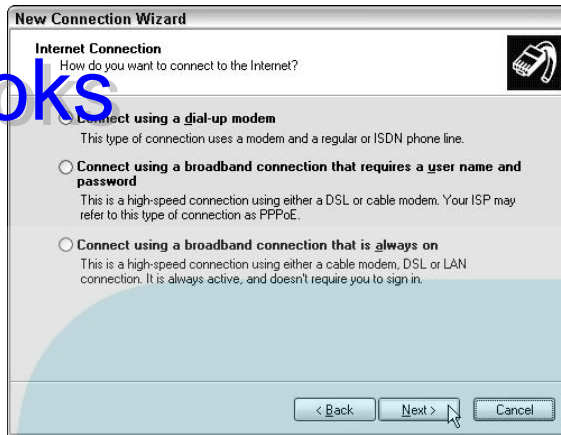 New Connection Wizard
Internet Connection
How do you want to connect to the Internet?
oks
Connect using a dial-up modem
This type of connection uses a modem and a regular or ISDN phone line.
Connect using a broadband connection that requires a user name and
password
This is a high-speed connection using either a DSL or cable modem. Your ISP may
refer to this type of connection as PPPoE.
Connect using a broadband connection that is always on
This is a high-speed connection using either a cable modem, DSL or LAN
connection. It is always active, and doesn't require you to sign in.
< Back Next > Cancel